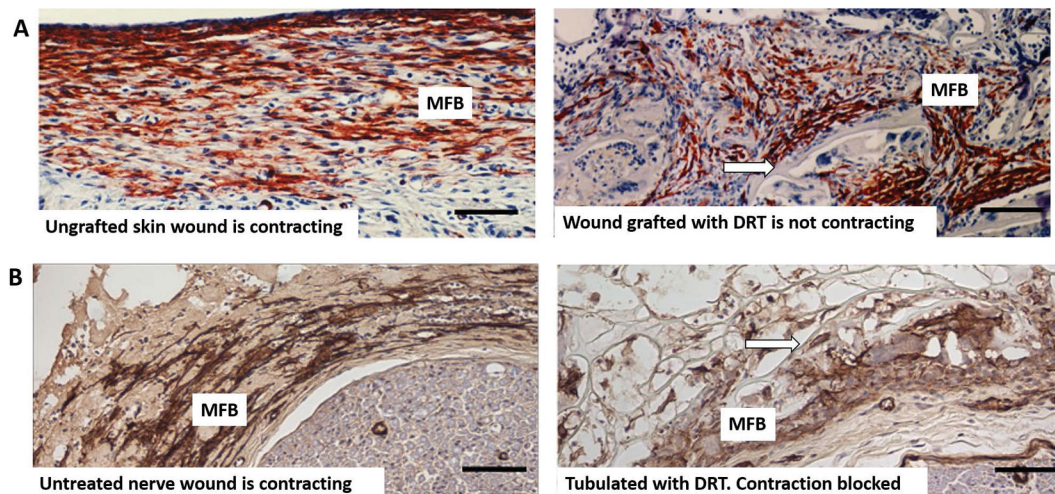 A
MFB
MFB
Ungrafted skin wound is contracting
Wound grafted with DRT is not contracting
B
MFB
MFB
Untreated nerve wound is contracting
Tubulated with DRT. Contraction blocked